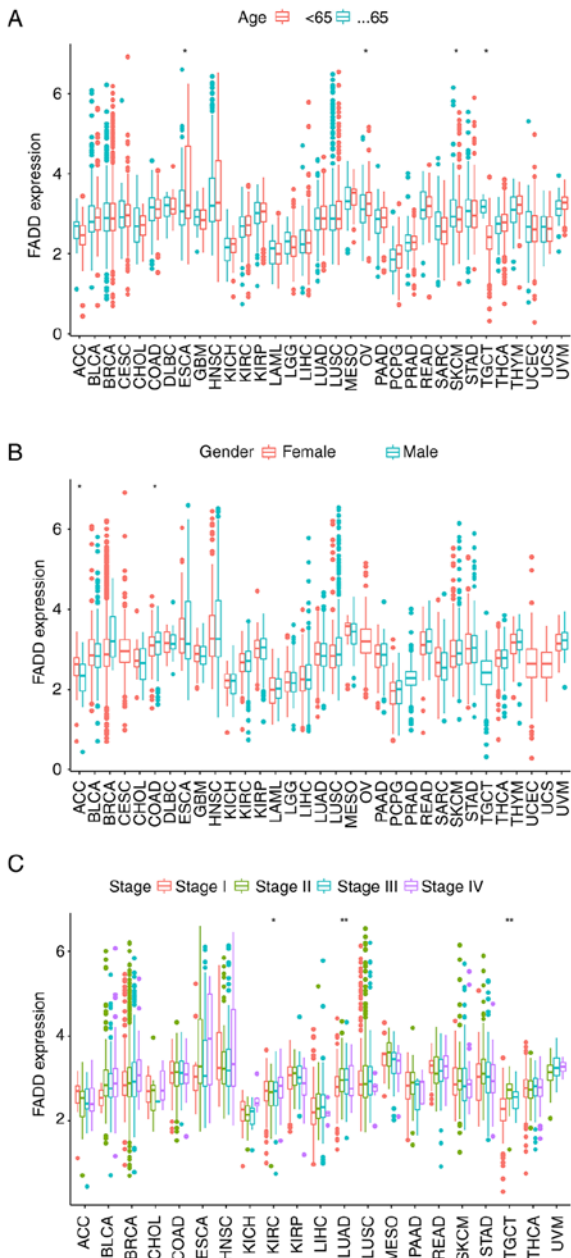 A
Age <65 ...65
* * * *
FADD expression
6
4
2
0
ACC BLCA BRCA CESC CHOL COAD DLBC ESCA GBM HNSC KICH KIRC KIRP LAML LGG LIHC LUAD LUSC MESO OV PAAD PCPG PRAD READ SARC SKCM STAD TGCT THCA THYM UCEC UCS UVM
B
Gender Female Male
* *
FADD expression
6
4
2
0
ACC BLCA BRCA CESC CHOL COAD DLBC ESCA GBM HNSC KICH KIRC KIRP LAML LGG LIHC LUAD LUSC MESO OV PAAD PCPG PRAD READ SARC SKCM STAD TGCT THCA THYM UCEC UCS UVM
C
Stage Stage I Stage II Stage III Stage IV
* ** **
FADD expression
6
4
2
ACC BLCA BRCA CHOL COAD ESCA HNSC KICH KIRC KIRP LIHC LUAD LUSC MESO PAAD READ SKCM STAD TGCT THCA UVM